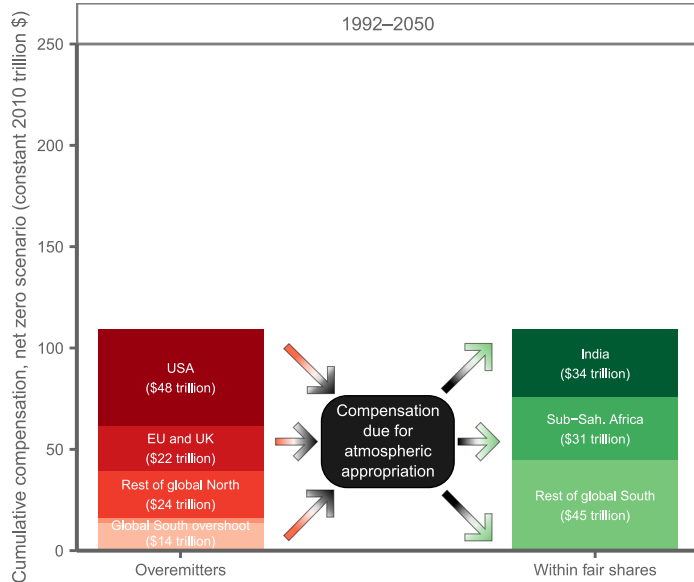 1992–2050
Cumulative compensation, net zero scenario (constant 2010 trillion $)
250
200
150
100
50
0
USA
($48 trillion)
EU and UK
($22 trillion)
Rest of global North
($24 trillion)
Global South overshoot
($14 trillion)
Compensation
due for
atmospheric
appropriation
India
($34 trillion)
Sub−Sah. Africa
($31 trillion)
Rest of global South
($45 trillion)
Overemitters
Within fair shares